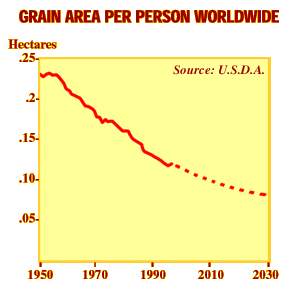 GRAIN AREA PER PERSON WORLDWIDE
Hectares
Source: U.S.D.A.
.25
.2
.15
.10
.05
1950 1970 1990 2010 2030